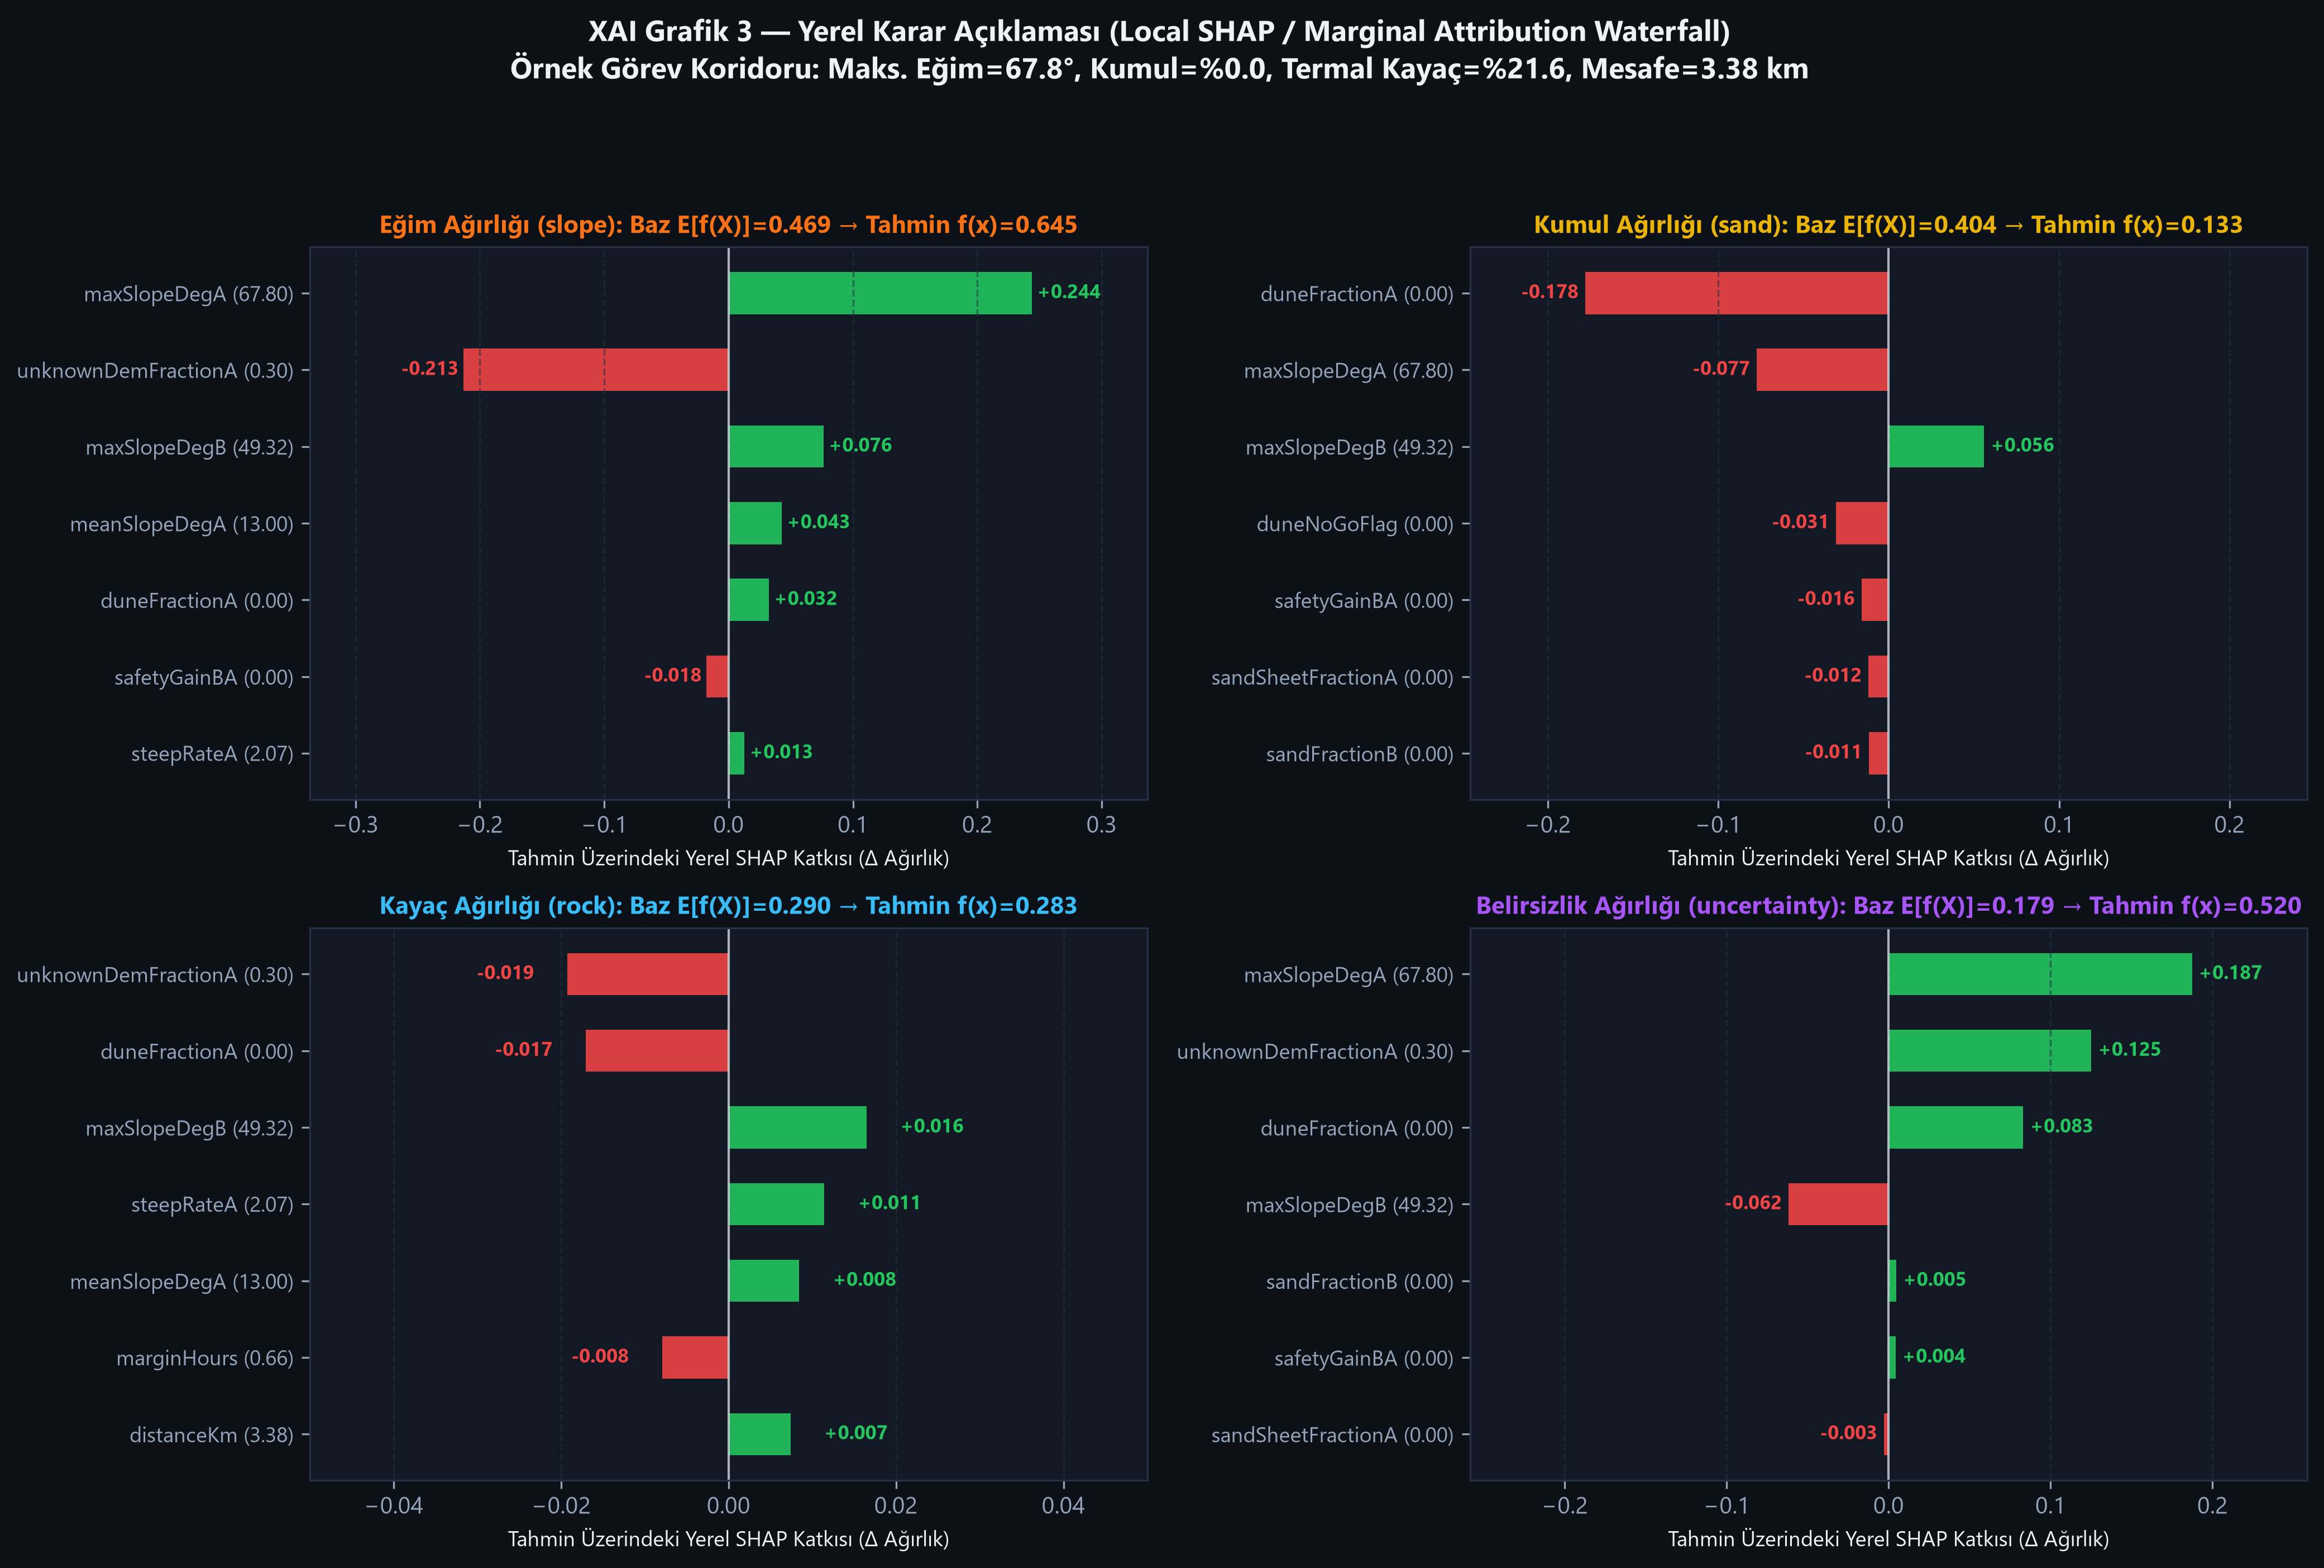 XAI Grafik 3 — Yerel Karar Açıklaması (Local SHAP / Marginal Attribution Waterfall)
Örnek Görev Koridoru: Maks. Eğim=67.8°, Kumul=%0.0, Termal Kayaç=%21.6, Mesafe=3.38 km
Eğim Ağırlığı (slope): Baz E[f(X)]=0.469 → Tahmin f(x)=0.645
maxSlopeDegA (67.80)
+0.244
unknownDemFractionA (0.30)
-0.213
maxSlopeDegB (49.32)
+0.076
meanSlopeDegA (13.00)
+0.043
duneFractionA (0.00)
+0.032
safetyGainBA (0.00)
-0.018
steepRateA (2.07)
+0.013
−0.3 −0.2 −0.1 0.0 0.1 0.2 0.3
Tahmin Üzerindeki Yerel SHAP Katkısı (Δ Ağırlık)
Kumul Ağırlığı (sand): Baz E[f(X)]=0.404 → Tahmin f(x)=0.133
duneFractionA (0.00)
-0.178
maxSlopeDegA (67.80)
-0.077
maxSlopeDegB (49.32)
+0.056
duneNoGoFlag (0.00)
-0.031
safetyGainBA (0.00)
-0.016
sandSheetFractionA (0.00)
-0.012
sandFractionB (0.00)
-0.011
−0.2 −0.1 0.0 0.1 0.2
Tahmin Üzerindeki Yerel SHAP Katkısı (Δ Ağırlık)
Kayaç Ağırlığı (rock): Baz E[f(X)]=0.290 → Tahmin f(x)=0.283
unknownDemFractionA (0.30)
-0.019
duneFractionA (0.00)
-0.017
maxSlopeDegB (49.32)
+0.016
steepRateA (2.07)
+0.011
meanSlopeDegA (13.00)
+0.008
marginHours (0.66)
-0.008
distanceKm (3.38)
+0.007
−0.04 −0.02 0.00 0.02 0.04
Tahmin Üzerindeki Yerel SHAP Katkısı (Δ Ağırlık)
Belirsizlik Ağırlığı (uncertainty): Baz E[f(X)]=0.179 → Tahmin f(x)=0.520
maxSlopeDegA (67.80)
+0.187
unknownDemFractionA (0.30)
+0.125
duneFractionA (0.00)
+0.083
maxSlopeDegB (49.32)
-0.062
sandFractionB (0.00)
+0.005
safetyGainBA (0.00)
+0.004
sandSheetFractionA (0.00)
-0.003
−0.2 −0.1 0.0 0.1 0.2
Tahmin Üzerindeki Yerel SHAP Katkısı (Δ Ağırlık)